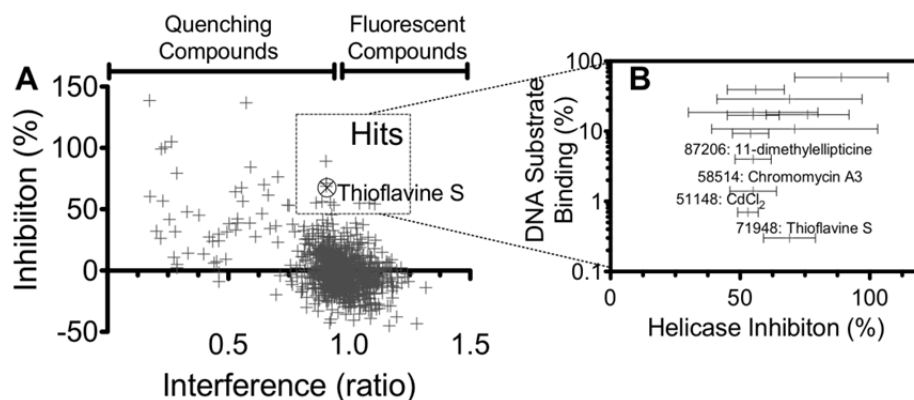 Quenching
Compounds
Fluorescent
Compounds
A
Inhibiiton (%)
150
100
50
0
-50
Hits
Thioflavine S
0.5
1.0
1.5
Interference (ratio)
B
DNA Substrate
Binding (%)
100
10
1
0.1
87206: 11-dimethylellipticine
58514: Chromomycin A3
51148: CdCl2
71948: Thioflavine S
0
50
100
Helicase Inhibiton (%)